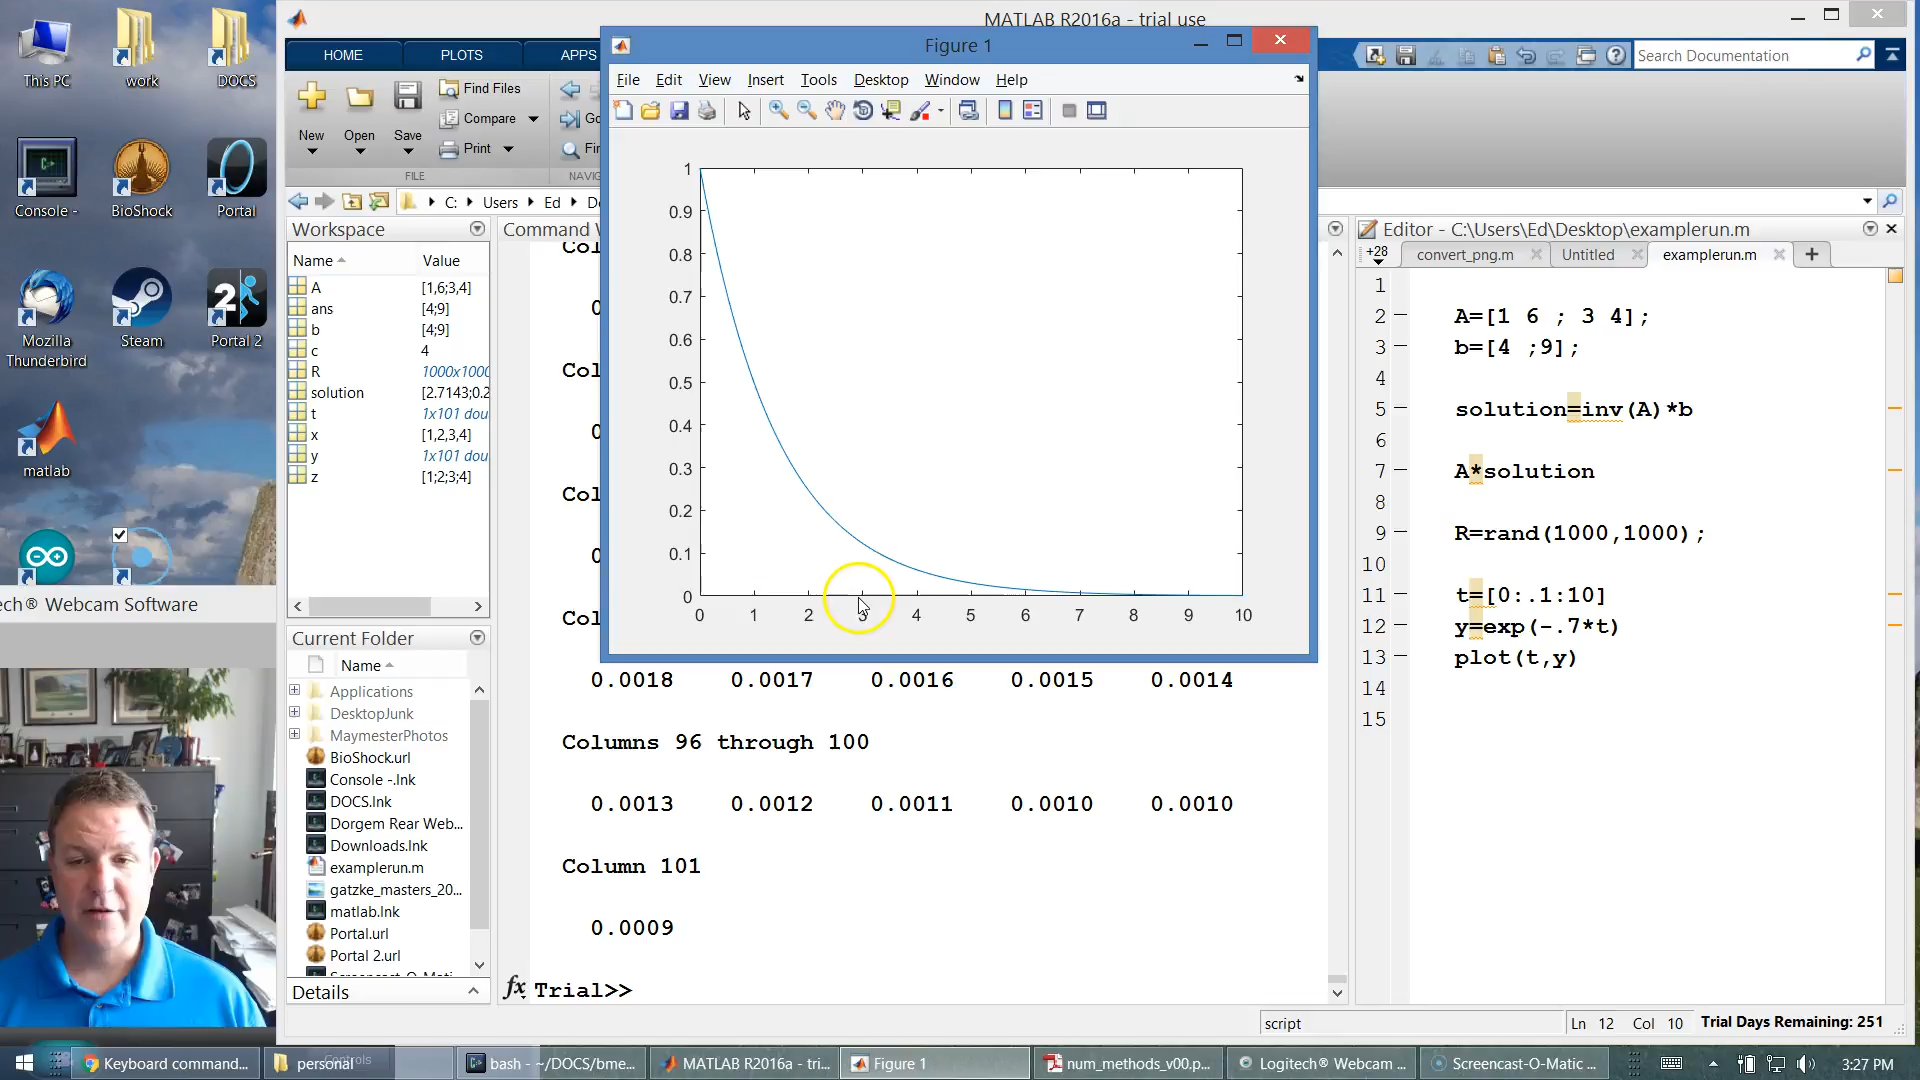 This PC
work
DOCS
Console -
BioShock
Portal
Mozilla
Thunderbird
Steam
Portal 2
matlab
ech® Webcam Software
MATLAB R2016a - trial use
HOME
PLOTS
APPS
Search Documentation
New
Open
Save
Find Files
Compare
Print
FILE
C:
Users
Ed
Workspace
Name
Value
A
[1,6;3,4]
ans
[4;9]
b
[4;9]
c
4
R
1000x1000
solution
[2.7143;0.2
t
1x101 dou
x
[1,2,3,4]
y
1x101 dou
z
[1;2;3;4]
Current Folder
Name
Applications
DesktopJunk
MaymesterPhotos
BioShock.url
Console -.lnk
DOCS.lnk
Dorgem Rear Web...
Downloads.lnk
examplerun.m
gatzke_masters_20...
matlab.lnk
Portal.url
Portal 2.url
Details
Figure 1
File Edit View Insert Tools Desktop Window Help
1
0.9
0.8
0.7
0.6
0.5
0.4
0.3
0.2
0.1
0
0 1 2 3 4 5 6 7 8 9 10
0.0018 0.0017 0.0016 0.0015 0.0014
Columns 96 through 100
0.0013 0.0012 0.0011 0.0010 0.0010
Column 101
0.0009
fx Trial>>
Editor - C:\Users\Ed\Desktop\examplerun.m
+28
convert_png.m
Untitled
examplerun.m
1
2 A=[1 6 ; 3 4];
3 b=[4 ;9];
4
5 solution=inv(A)*b
6
7 A*solution
8
9 R=rand(1000,1000);
10
11 t=[0:.1:10]
12 y=exp(-.7*t)
13 plot(t,y)
14
15
script
Ln 12 Col 10
Trial Days Remaining: 251
Keyboard command...
personal
Controls
bash - ~/DOCS/bme...
MATLAB R2016a - tri...
Figure 1
num_methods_v00.p...
Logitech® Webcam ...
Screencast-O-Matic ...
3:27 PM